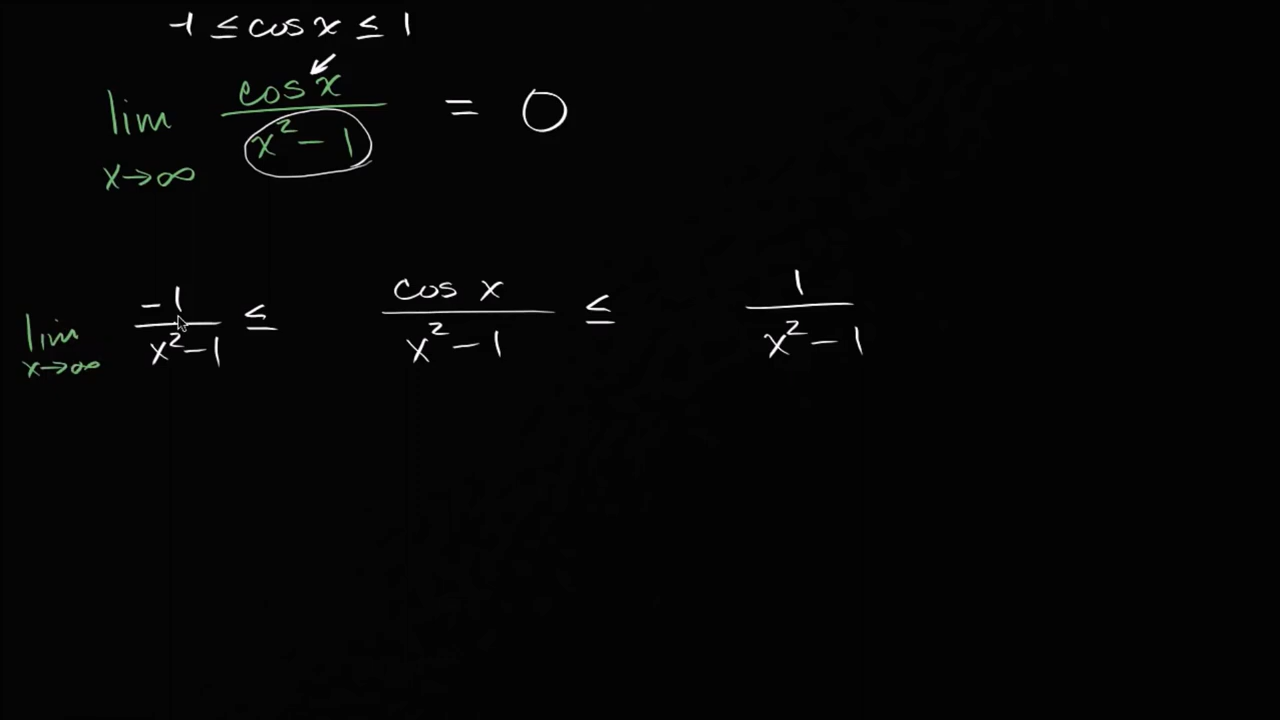 -1 ≤ cos x ≤ 1
lim x→∞ cos x / x² - 1 = 0
lim x→∞ -1 / x² - 1 ≤ cos x / x² - 1 ≤ 1 / x² - 1